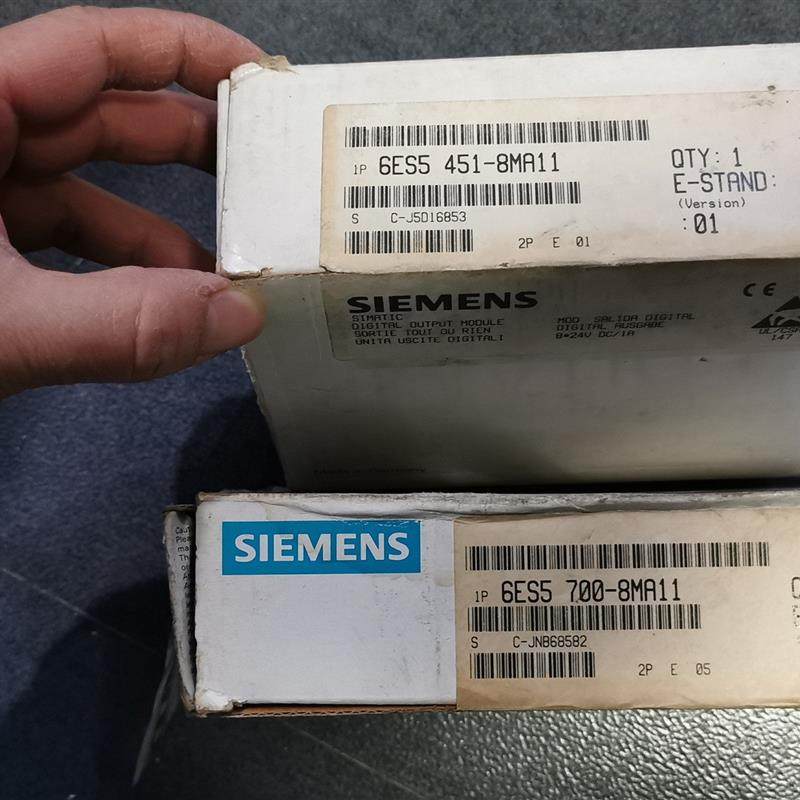 1P 6ES5 451-8MA11
QTY: 1
E-STAND:
(Version)
:01
S C-J5D16853
2P E 01
SIEMENS
SIMATIC
DIGITAL OUTPUT MODULE
SORTIE TOUT OU RIEN
UNITA USCITE DIGITALI
MOD SALIDA DIGITAL
DIGITAL AUSGABE
8*24V DC/1A
CE
147
SIEMENS
1P 6ES5 700-8MA11
S C-JNB68582
2P E 05